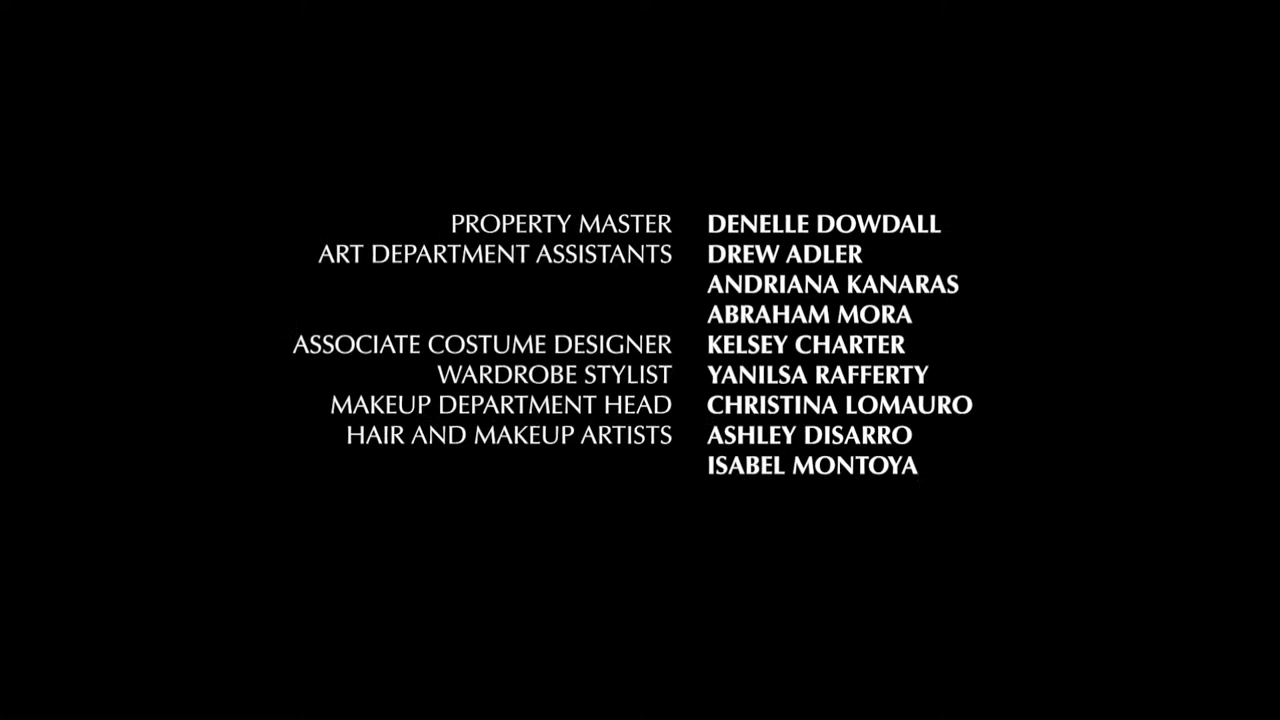 PROPERTY MASTER DENELLE DOWDALL
ART DEPARTMENT ASSISTANTS DREW ADLER
ANDRIANA KANARAS
ABRAHAM MORA
ASSOCIATE COSTUME DESIGNER KELSEY CHARTER
WARDROBE STYLIST YANILSA RAFFERTY
MAKEUP DEPARTMENT HEAD CHRISTINA LOMAURO
HAIR AND MAKEUP ARTISTS ASHLEY DISARRO
ISABEL MONTOYA